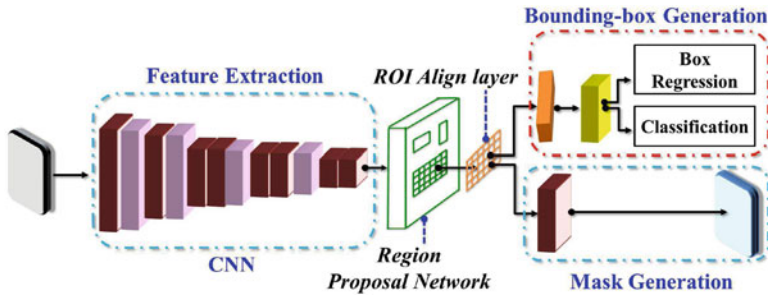 Bounding-box Generation
Feature Extraction
ROI Align layer
Box
Regression
Classification
CNN
Region
Proposal Network
Mask Generation